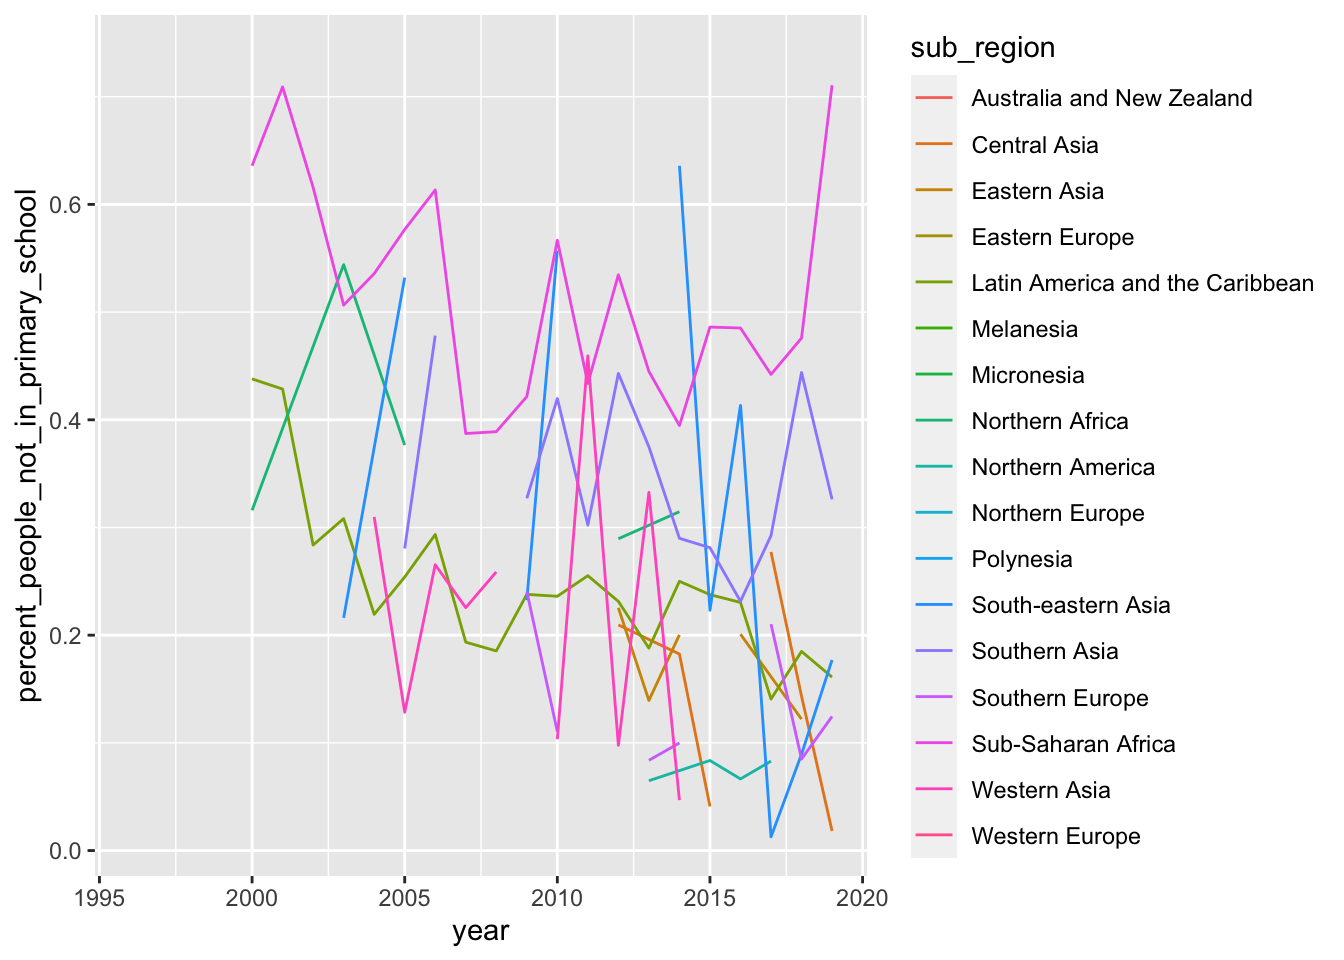 sub_region
Australia and New Zealand
Central Asia
Eastern Asia
Eastern Europe
Latin America and the Caribbean
Melanesia
Micronesia
Northern Africa
Northern America
Northern Europe
Polynesia
South-eastern Asia
Southern Asia
Southern Europe
Sub-Saharan Africa
Western Asia
Western Europe
percent_people_not_in_primary_school
0.6
0.4
0.2
0.0
1995 2000 2005 2010 2015 2020
year